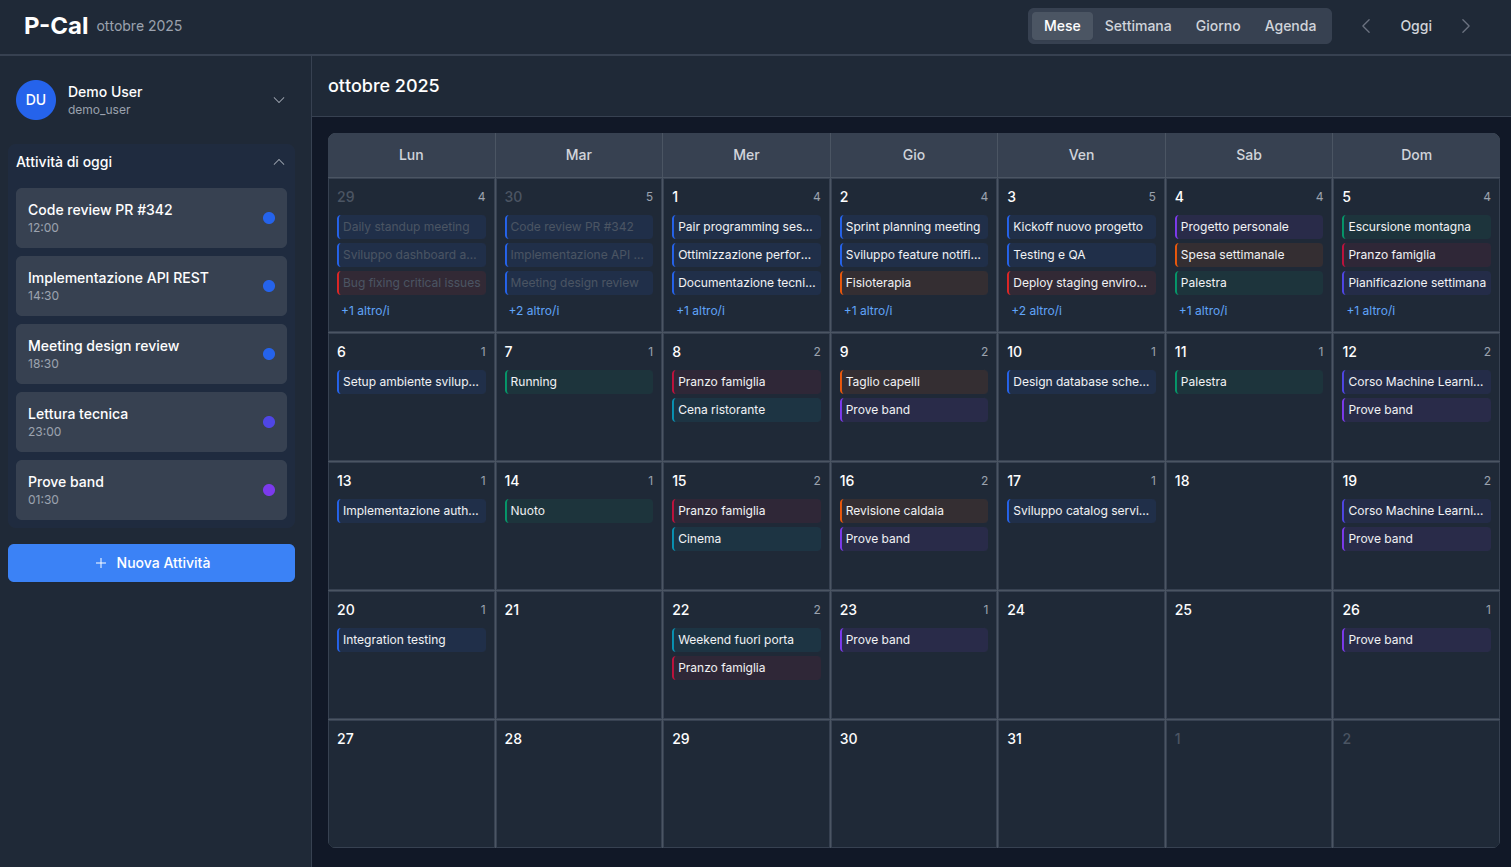 P-Cal ottobre 2025
Mese Settimana Giorno Agenda Oggi
DU
Demo User
demo_user
Attività di oggi
Code review PR #342
12:00
Implementazione API REST
14:30
Meeting design review
18:30
Lettura tecnica
23:00
Prove band
01:30
+ Nuova Attività
ottobre 2025
Lun Mar Mer Gio Ven Sab Dom
29 4 30 5 1 4 2 4 3 5 4 4 5 4
Daily standup meeting Code review PR #342 Pair programming ses... Sprint planning meeting Kickoff nuovo progetto Progetto personale Escursione montagna
Sviluppo dashboard a... Implementazione API ... Ottimizzazione perfor... Sviluppo feature notifi... Testing e QA Spesa settimanale Pranzo famiglia
Bug fixing critical issues Meeting design review Documentazione tecni... Fisioterapia Deploy staging enviro... Palestra Pianificazione settimana
+1 altro/i +2 altro/i +1 altro/i +1 altro/i +2 altro/i +1 altro/i +1 altro/i
6 1 7 1 8 2 9 2 10 1 11 1 12 2
Setup ambiente svilup... Running Pranzo famiglia Taglio capelli Design database sche... Palestra Corso Machine Learni...
Cena ristorante Prove band Prove band
13 1 14 1 15 2 16 2 17 1 18 19 2
Implementazione auth... Nuoto Pranzo famiglia Revisione caldaia Sviluppo catalog servi... Corso Machine Learni...
Cinema Prove band Prove band
20 1 21 22 2 23 1 24 25 26 1
Integration testing Weekend fuori porta Prove band Prove band
Pranzo famiglia
27 28 29 30 31 1 2